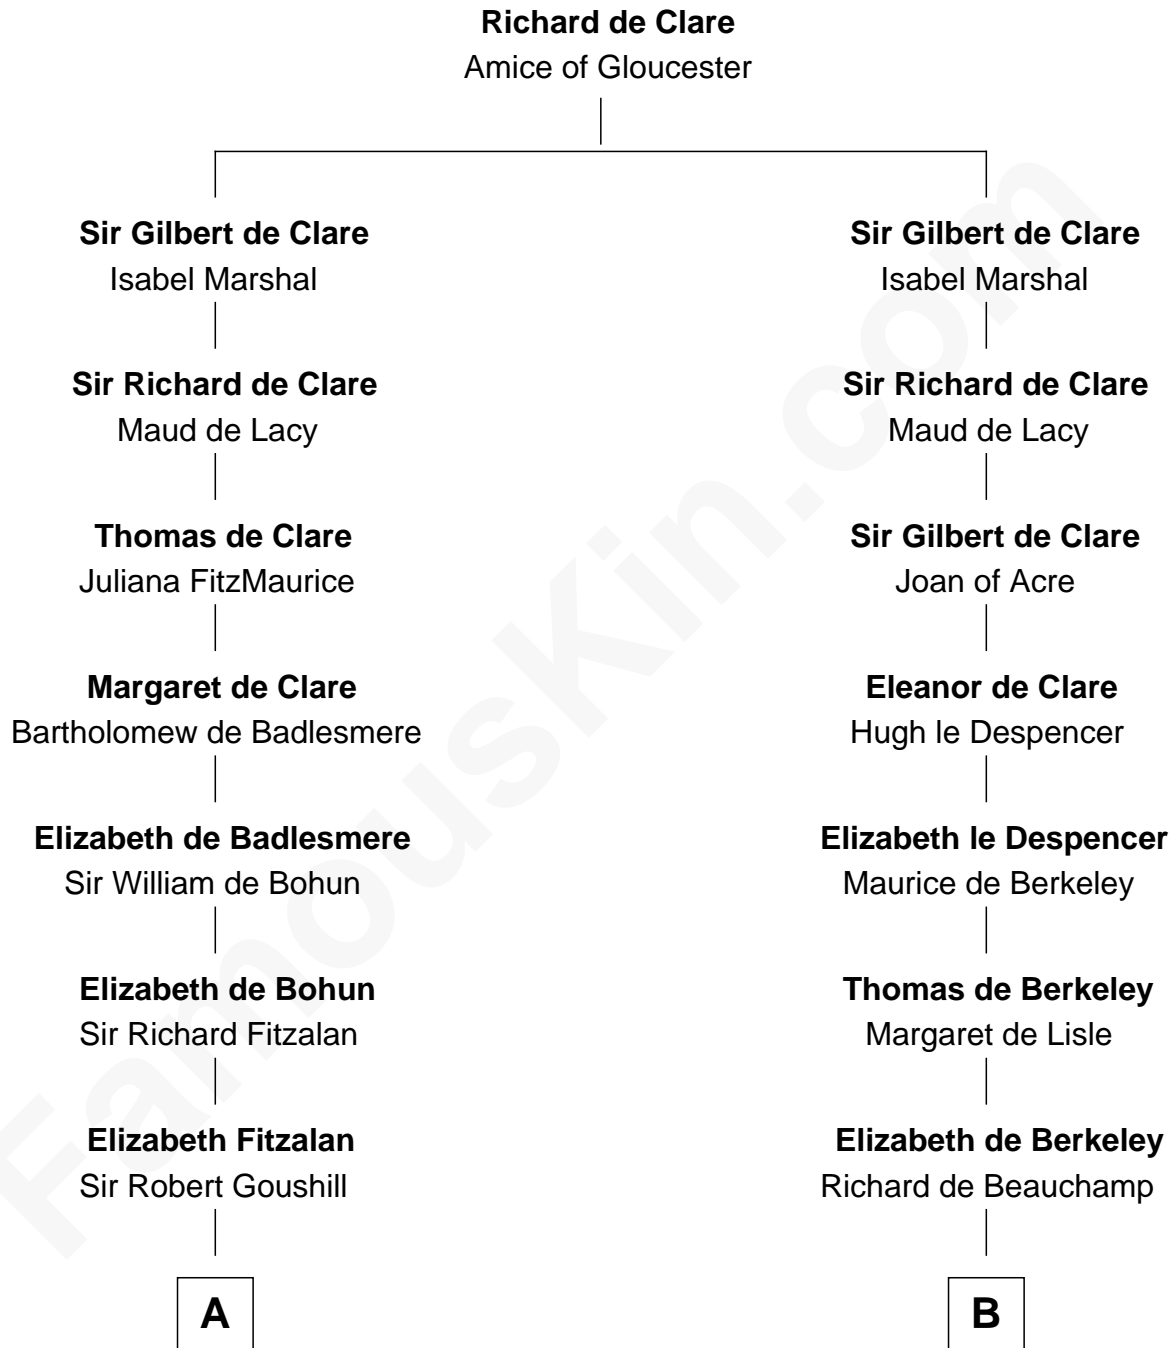 Richard de Clare
Amice of Gloucester
Sir Gilbert de Clare
Isabel Marshal
Sir Richard de Clare
Maud de Lacy
Thomas de Clare
Juliana FitzMaurice
Margaret de Clare
Bartholomew de Badlesmere
Elizabeth de Badlesmere
Sir William de Bohun
Elizabeth de Bohun
Sir Richard Fitzalan
Elizabeth Fitzalan
Sir Robert Goushill
A
Sir Gilbert de Clare
Isabel Marshal
Sir Richard de Clare
Maud de Lacy
Sir Gilbert de Clare
Joan of Acre
Eleanor de Clare
Hugh le Despencer
Elizabeth le Despencer
Maurice de Berkeley
Thomas de Berkeley
Margaret de Lisle
Elizabeth de Berkeley
Richard de Beauchamp
B
FamousKin.com